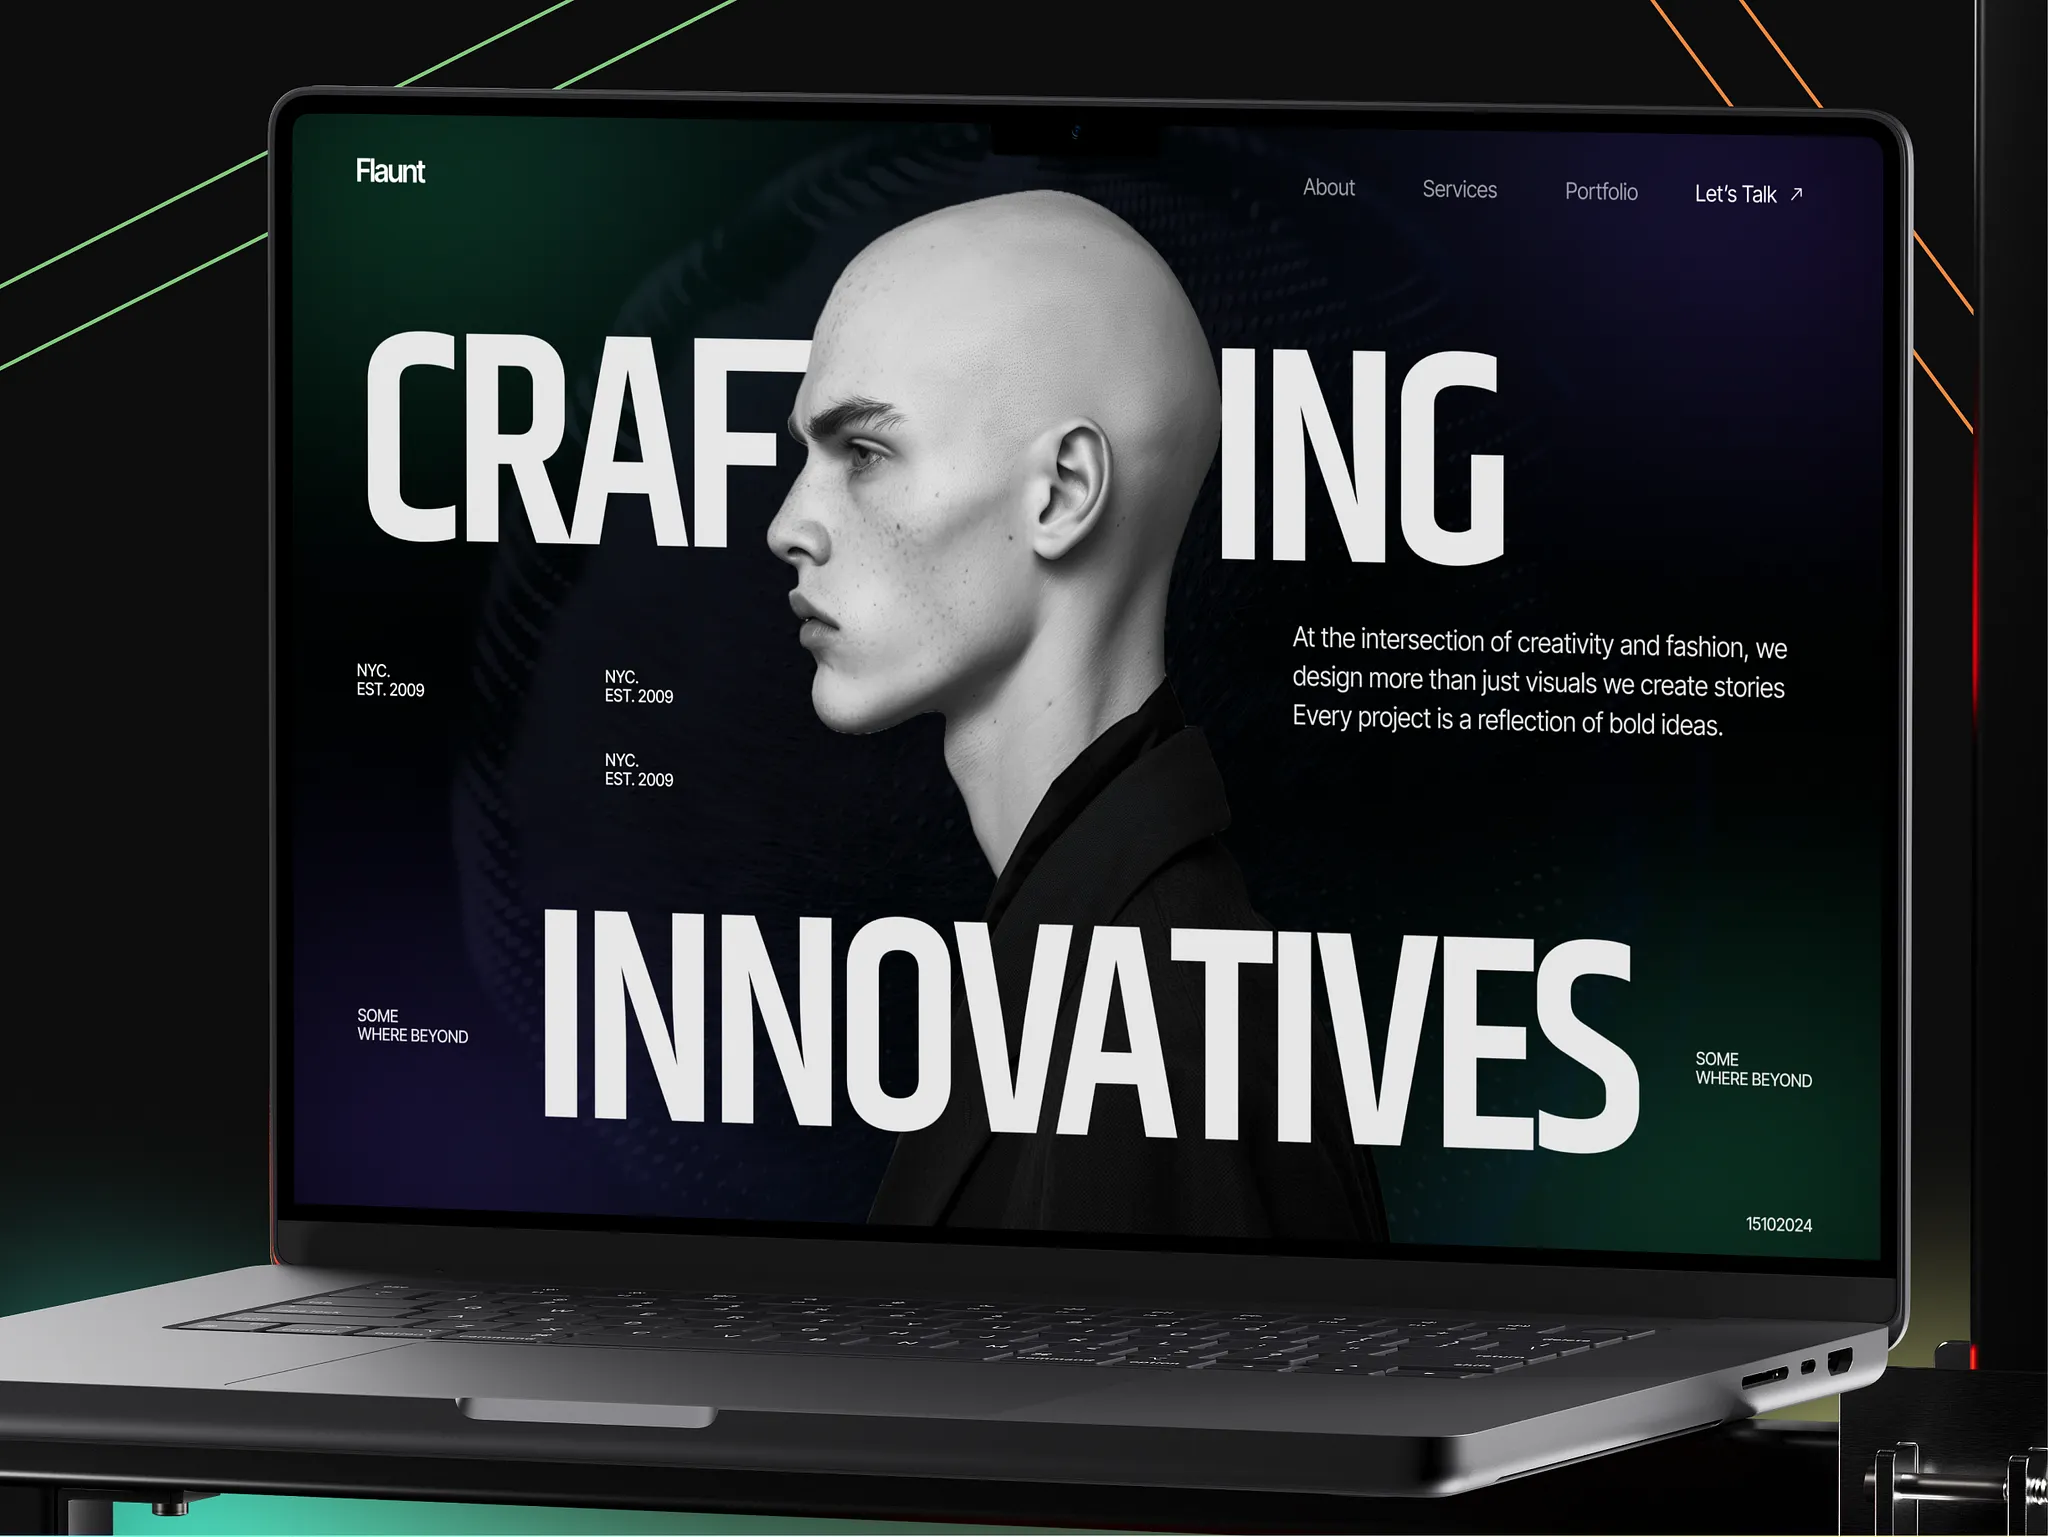 Flaunt
About Services Portfolio Let's Talk ↗
CRAFTING
NYC.
EST. 2009
NYC.
EST. 2009
NYC.
EST. 2009
At the intersection of creativity and fashion, we
design more than just visuals we create stories
Every project is a reflection of bold ideas.
INNOVATIVES
SOME
WHERE BEYOND
SOME
WHERE BEYOND
15102024